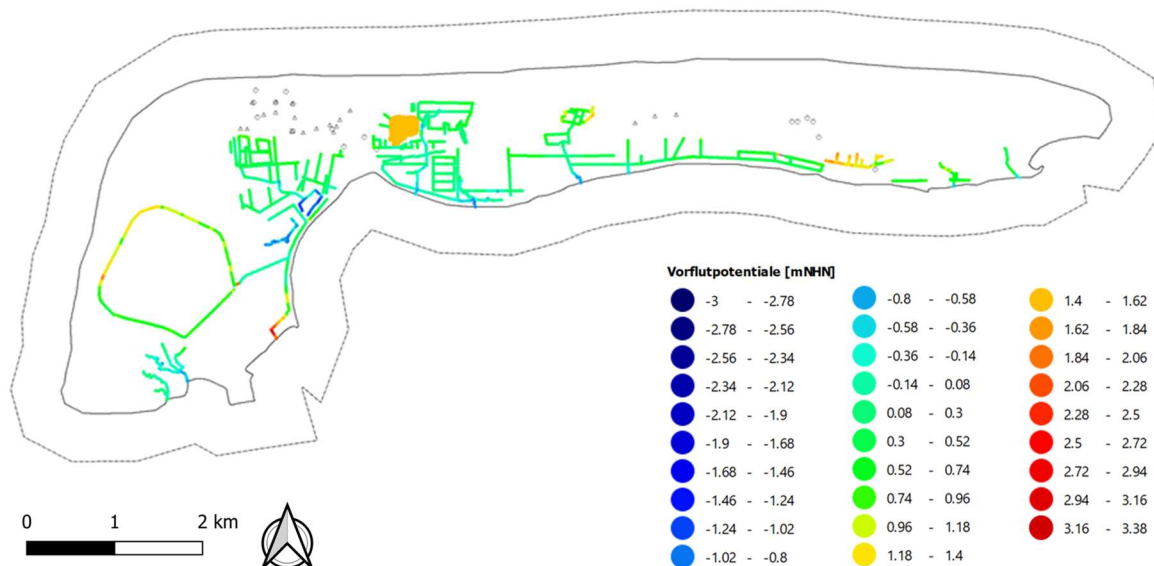 Vorflutpotentiale [mNHN]
-3 - -2.78
-2.78 - -2.56
-2.56 - -2.34
-2.34 - -2.12
-2.12 - -1.9
-1.9 - -1.68
-1.68 - -1.46
-1.46 - -1.24
-1.24 - -1.02
-1.02 - -0.8
-0.8 - -0.58
-0.58 - -0.36
-0.36 - -0.14
-0.14 - 0.08
0.08 - 0.3
0.3 - 0.52
0.52 - 0.74
0.74 - 0.96
0.96 - 1.18
1.18 - 1.4
1.4 - 1.62
1.62 - 1.84
1.84 - 2.06
2.06 - 2.28
2.28 - 2.5
2.5 - 2.72
2.72 - 2.94
2.94 - 3.16
3.16 - 3.38
0 1 2 km